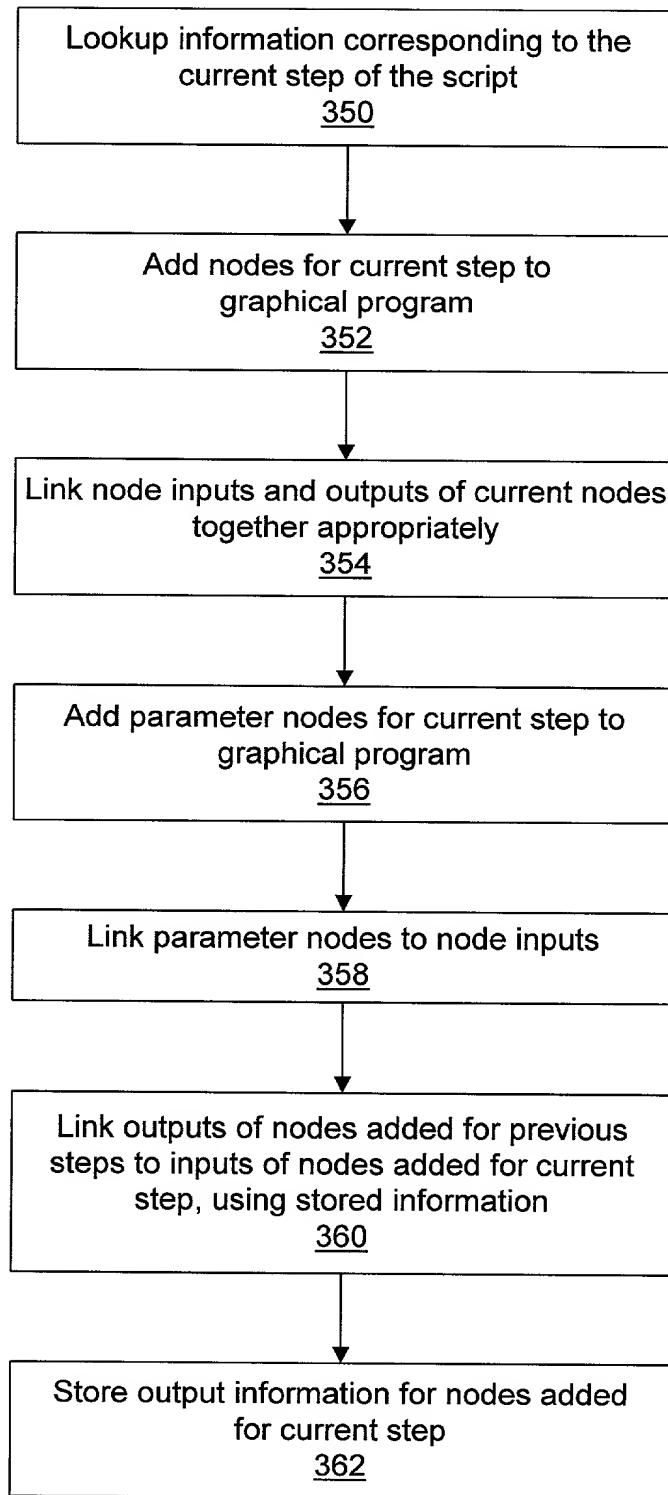 Lookup information corresponding to the
current step of the script
350
Add nodes for current step to
graphical program
352
Link node inputs and outputs of current nodes
together appropriately
354
Add parameter nodes for current step to
graphical program
356
Link parameter nodes to node inputs
358
Link outputs of nodes added for previous
steps to inputs of nodes added for current
step, using stored information
360
Store output information for nodes added
for current step
362